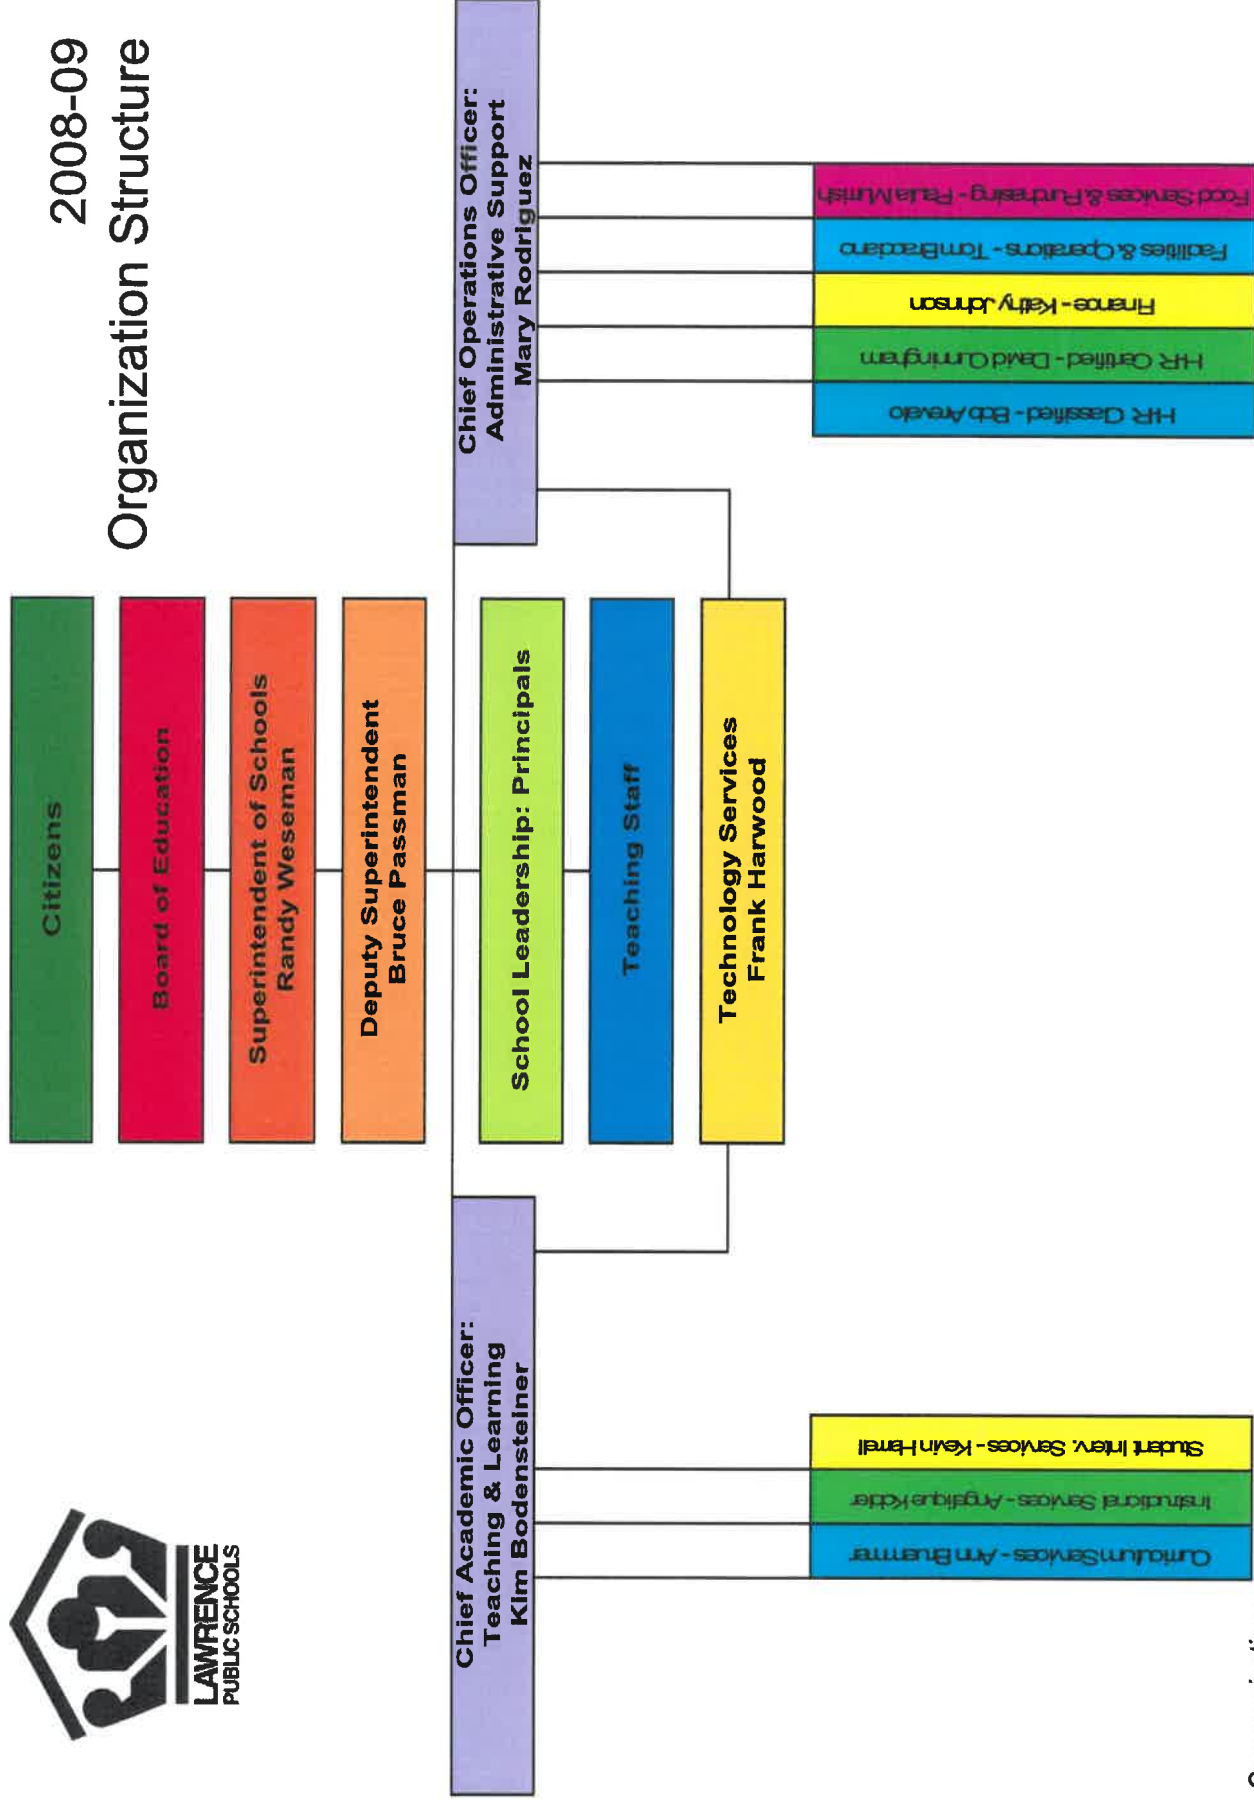 LAWRENCE
PUBLIC SCHOOLS
2008-09
Organization Structure
Citizens
Board of Education
Superintendent of Schools
Randy Weseman
Deputy Superintendent
Bruce Passman
Chief Academic Officer:
Teaching & Learning
Kim Bodensteiner
School Leadership: Principals
Chief Operations Officer:
Administrative Support
Mary Rodriguez
Teaching Staff
Technology Services
Frank Harwood
Curriculum Services - Ann Bruemmer
Instructional Services - Angelique Kobler
Student Interv. Services - Kevin Harrell
HR Classified - Bob Arevalo
HR Certified - David Cunningham
Finance - Kathy Johnson
Facilities & Operations - Tom Bracciano
Food Services & Purchasing - Paula Murrish